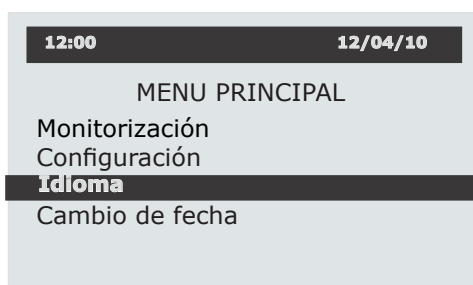 12:00 12/04/10
MENU PRINCIPAL
Monitorización
Configuración
Idioma
Cambio de fecha